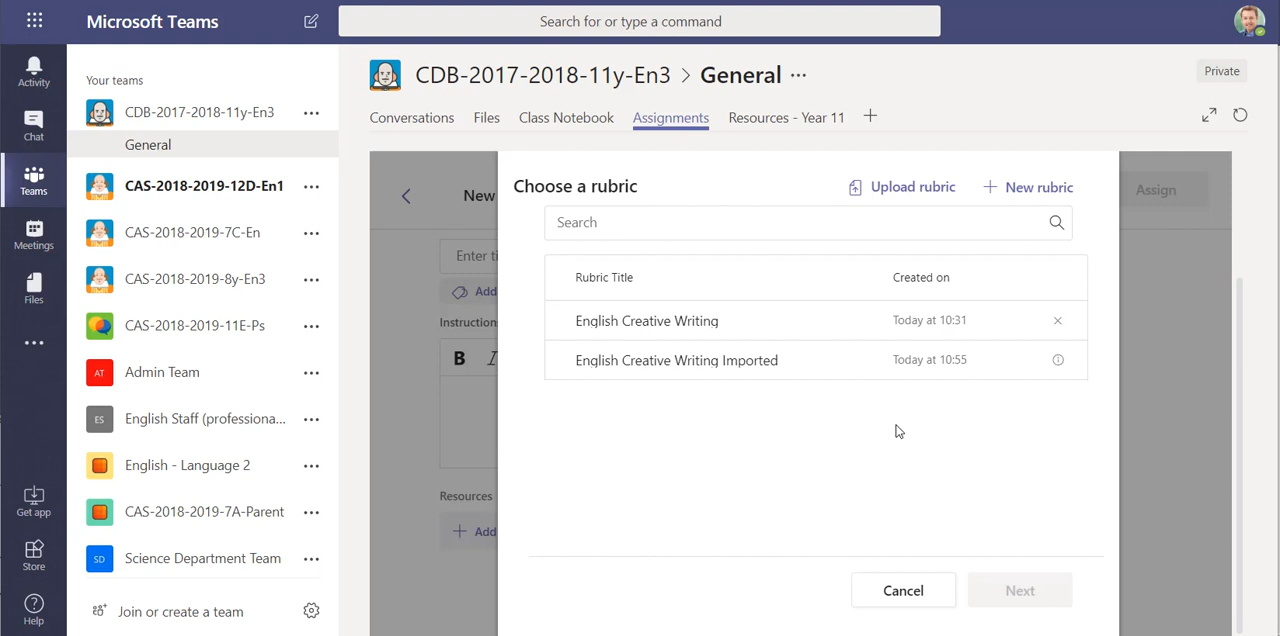 Microsoft Teams
Search for or type a command
Activity
Chat
Teams
Meetings
Files
Get app
Store
Help
Your teams
CDB-2017-2018-11y-En3
General
CAS-2018-2019-12D-En1
CAS-2018-2019-7C-En
CAS-2018-2019-8y-En3
CAS-2018-2019-11E-Ps
AT
Admin Team
ES
English Staff (professiona...
English - Language 2
CAS-2018-2019-7A-Parent
SD
Science Department Team
Join or create a team
CDB-2017-2018-11y-En3 > General
Private
Conversations Files Class Notebook Assignments Resources - Year 11
New
Assign
Enter ti
Add
Instruction
B I
Resources
Add
Choose a rubric
Upload rubric
New rubric
Search
Rubric Title Created on
English Creative Writing Today at 10:31
English Creative Writing Imported Today at 10:55
Cancel
Next